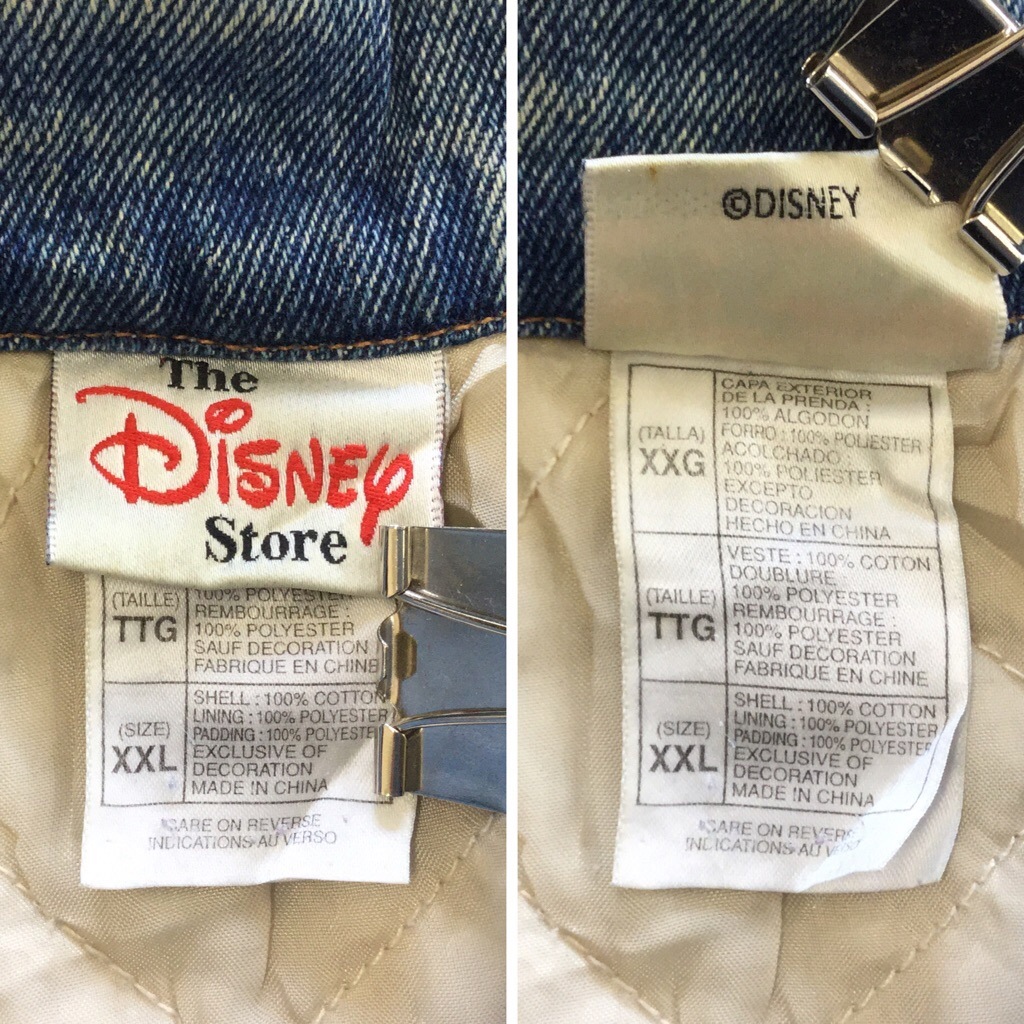 The
Disney
Store
(TAILLE)
TTG
100% POLYESTER
REMBOURRAGE :
100% POLYESTER
SAUF DECORATION
FABRIQUE EN CHINE
(SIZE)
XXL
SHELL : 100% COTTON
LINING : 100% POLYESTER
PADDING : 100% POLYESTER
EXCLUSIVE OF
DECORATION
MADE IN CHINA
CARE ON REVERSE
INDICATIONS AU VERSO
©DISNEY
(TALLA)
XXG
CAPA EXTERIOR
DE LA PRENDA :
100% ALGODON
FORRO : 100% POLIESTER
ACOLCHADO :
100% POLIESTER
EXCEPTO
DECORACION
HECHO EN CHINA
(TAILLE)
TTG
VESTE : 100% COTON
DOUBLURE
100% POLYESTER
REMBOURRAGE :
100% POLYESTER
SAUF DECORATION
FABRIQUE EN CHINE
(SIZE)
XXL
SHELL : 100% COTTON
LINING : 100% POLYESTER
PADDING : 100% POLYESTER
EXCLUSIVE OF
DECORATION
MADE IN CHINA
CARE ON REVERSE
INDICATIONS AU VERSO